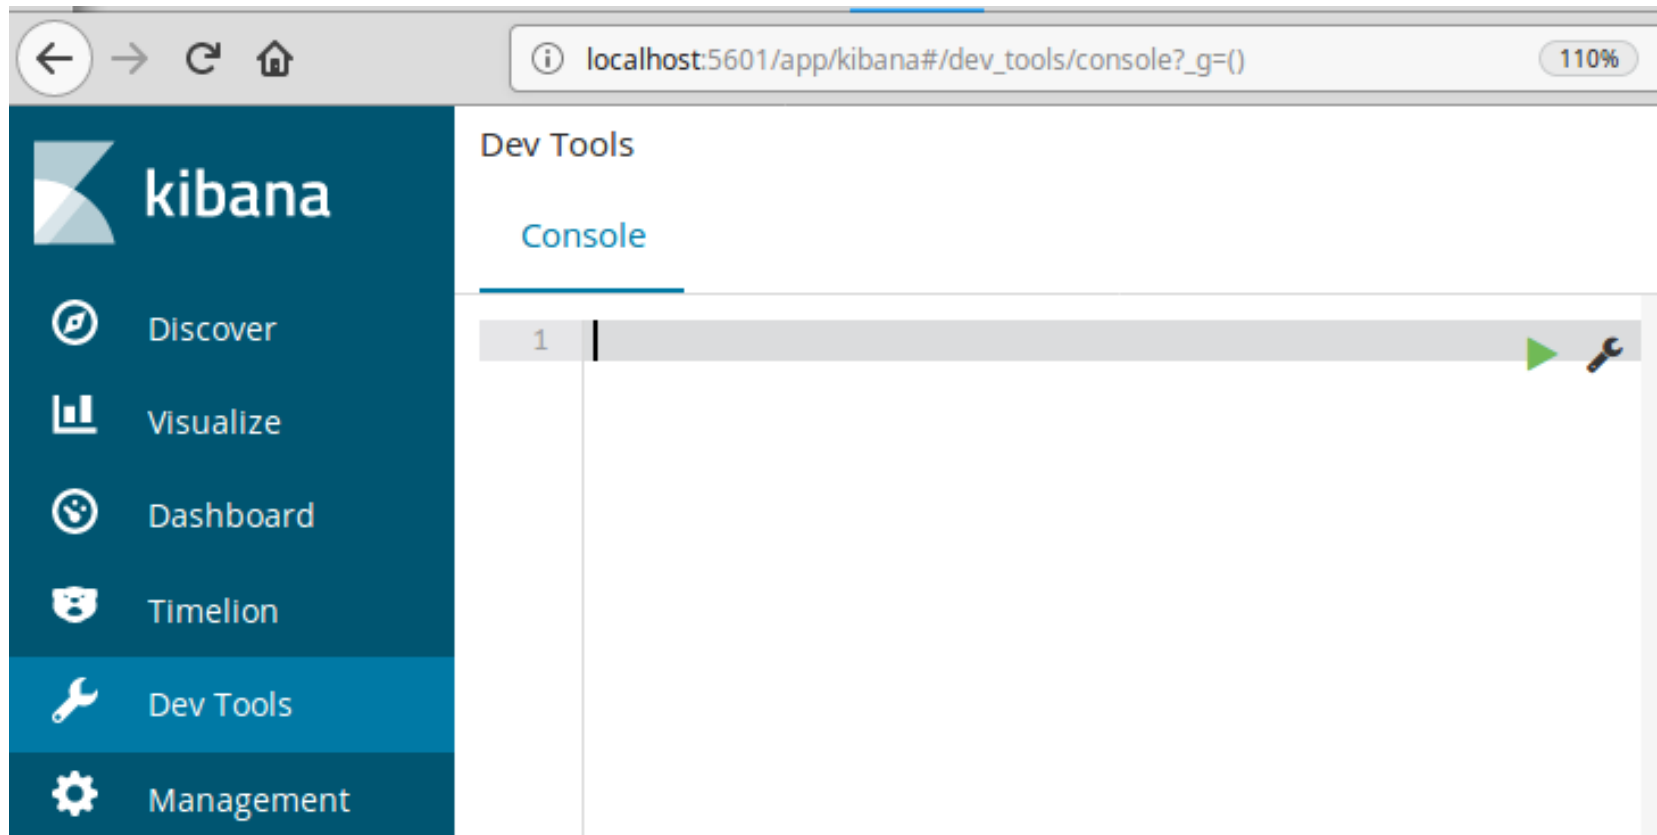 localhost:5601/app/kibana#/dev_tools/console?_g=()
110%
kibana
Discover
Visualize
Dashboard
Timelion
Dev Tools
Management
Dev Tools
Console
1